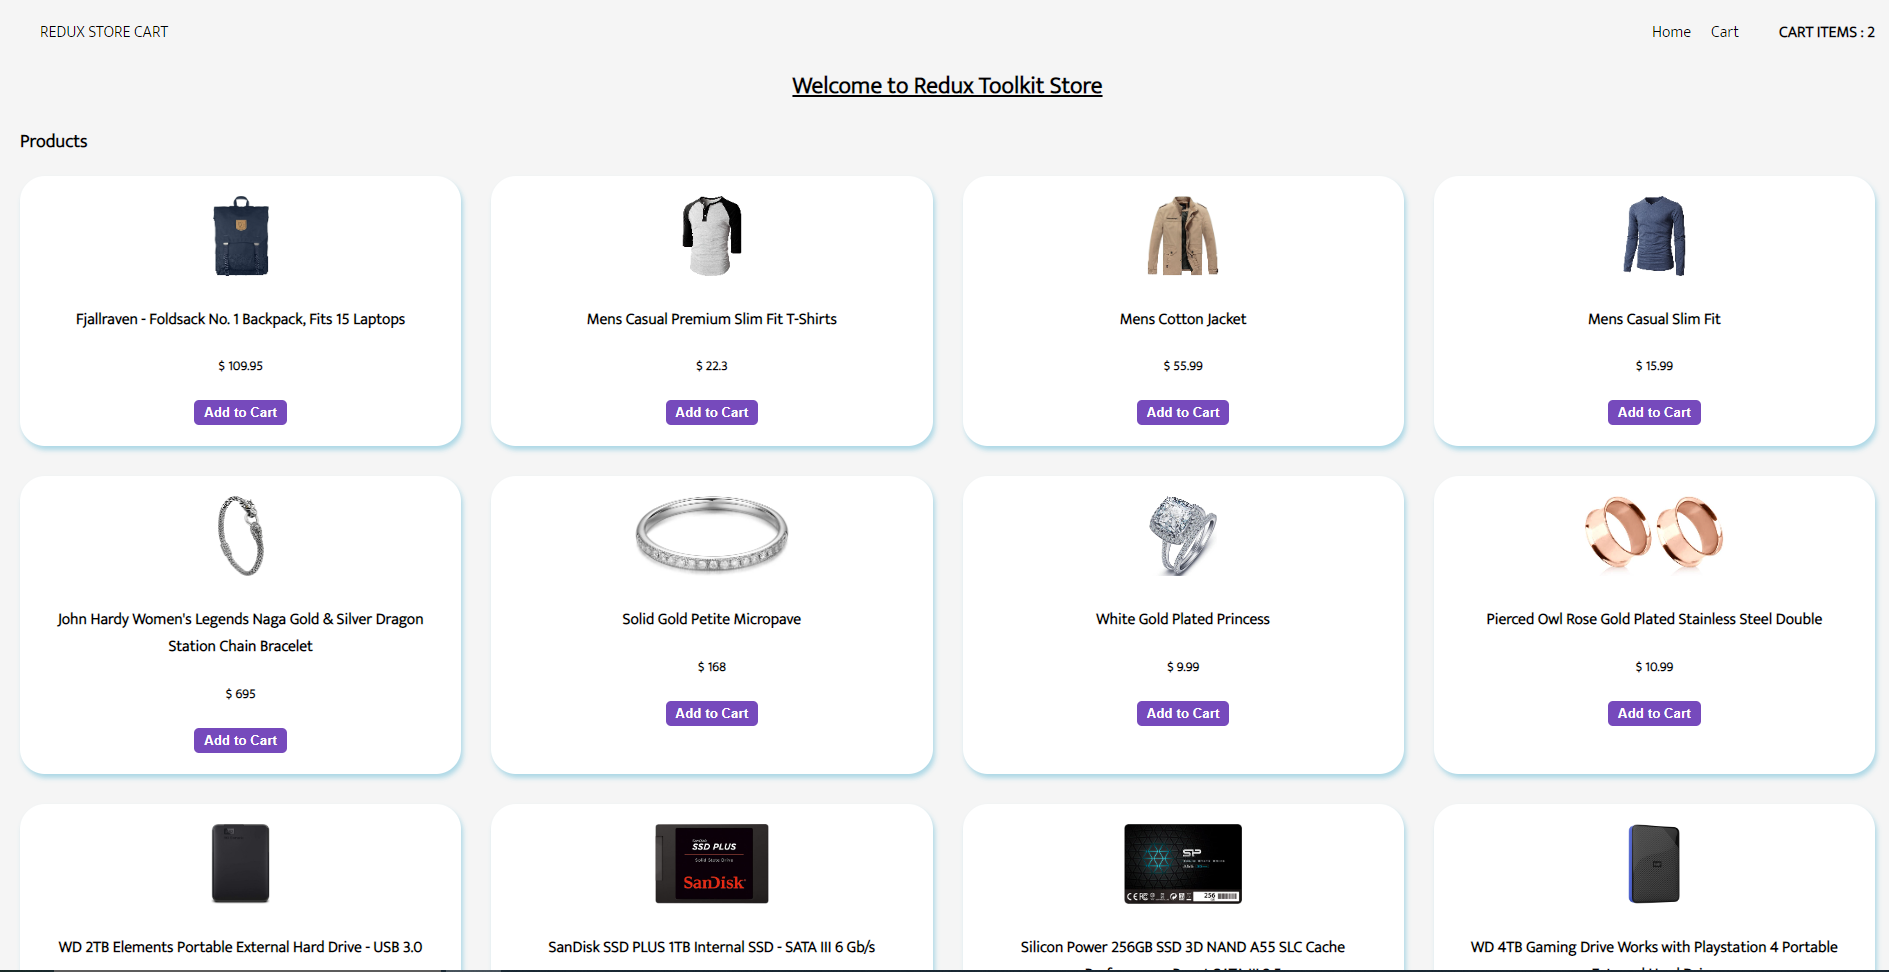 REDUX STORE CART
Home Cart CART ITEMS : 2
Welcome to Redux Toolkit Store
Products
Fjallraven - Foldsack No. 1 Backpack, Fits 15 Laptops
$ 109.95
Add to Cart
Mens Casual Premium Slim Fit T-Shirts
$ 22.3
Add to Cart
Mens Cotton Jacket
$ 55.99
Add to Cart
Mens Casual Slim Fit
$ 15.99
Add to Cart
John Hardy Women's Legends Naga Gold & Silver Dragon
Station Chain Bracelet
$ 695
Add to Cart
Solid Gold Petite Micropave
$ 168
Add to Cart
White Gold Plated Princess
$ 9.99
Add to Cart
Pierced Owl Rose Gold Plated Stainless Steel Double
$ 10.99
Add to Cart
WD 2TB Elements Portable External Hard Drive - USB 3.0
SanDisk
SSD PLUS
Solid State Drive
SanDisk
SanDisk SSD PLUS 1TB Internal SSD - SATA III 6 Gb/s
SP
256
Silicon Power 256GB SSD 3D NAND A55 SLC Cache
WD 4TB Gaming Drive Works with Playstation 4 Portable